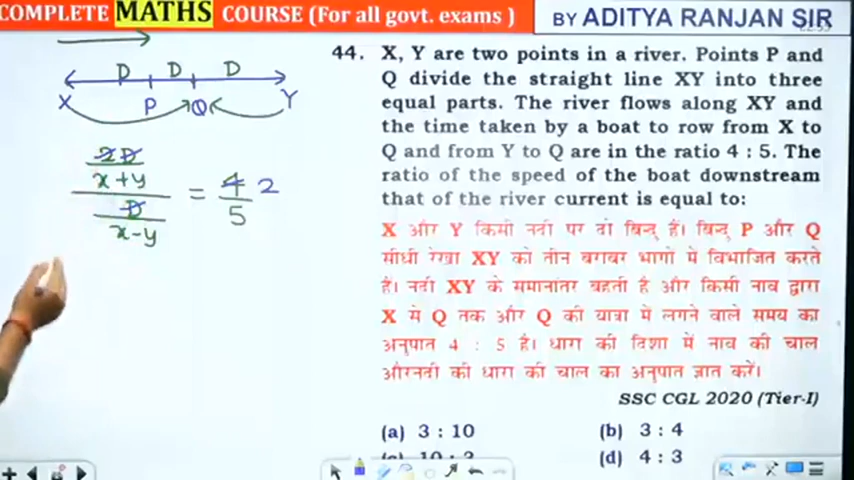 COMPLETE MATHS COURSE (For all govt. exams)
BY ADITYA RANJAN SIR
D D D
X P Q Y
2D
x+y
D
x-y
= 4 2
5
44. X, Y are two points in a river. Points P and
Q divide the straight line XY into three
equal parts. The river flows along XY and
the time taken by a boat to row from X to
Q and from Y to Q are in the ratio 4 : 5. The
ratio of the speed of the boat downstream
that of the river current is equal to:
X और Y किसी नदी पर दो बिन्दु हैं। बिन्दु P और Q
सीधी रेखा XY को तीन बराबर भागों में विभाजित करते
हैं। नदी XY के समानांतर बहती है और किसी नाव द्वारा
X से Q तक और Q की यात्रा में लगने वाले समय का
अनुपात 4 : 5 है। धारा की दिशा में नाव की चाल
औरनदी की धारा की चाल का अनुपात ज्ञात करें।
SSC CGL 2020 (Tier-I)
(a) 3 : 10
(b) 3 : 4
(d) 4 : 3